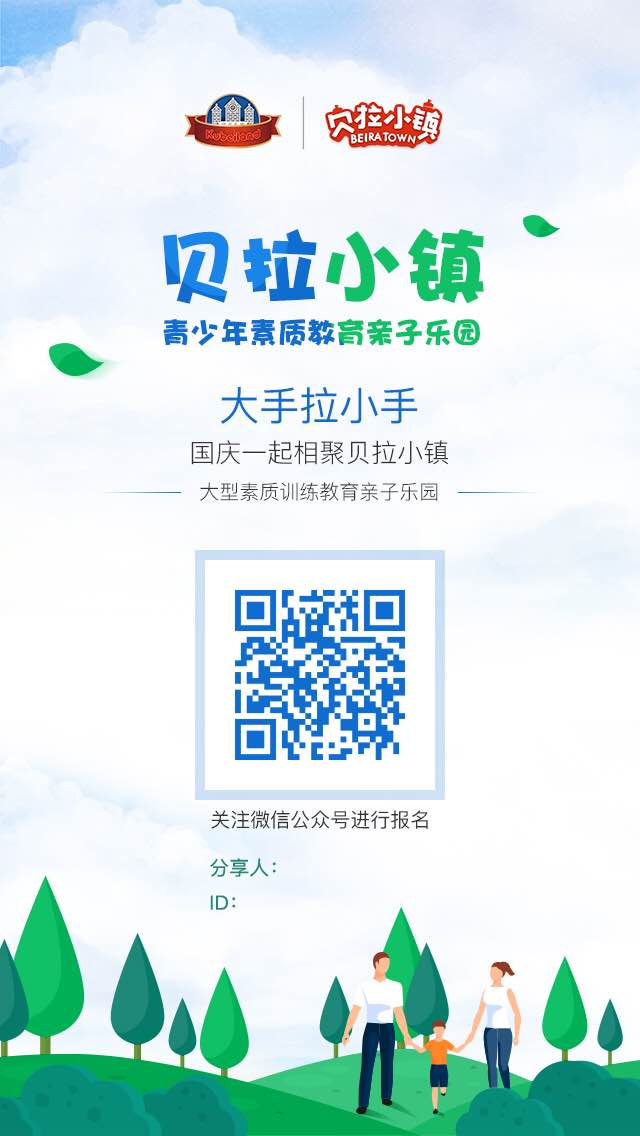 Kubeiland
贝拉小镇
BEIRA TOWN
贝拉小镇
青少年素质教育亲子乐园
大手拉小手
国庆一起相聚贝拉小镇
大型素质训练教育亲子乐园
关注微信公众号进行报名
分享人：
ID：